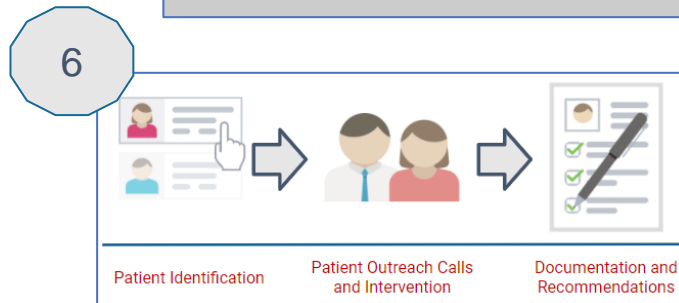 6
Patient Identification
Patient Outreach Calls
and Intervention
Documentation and
Recommendations